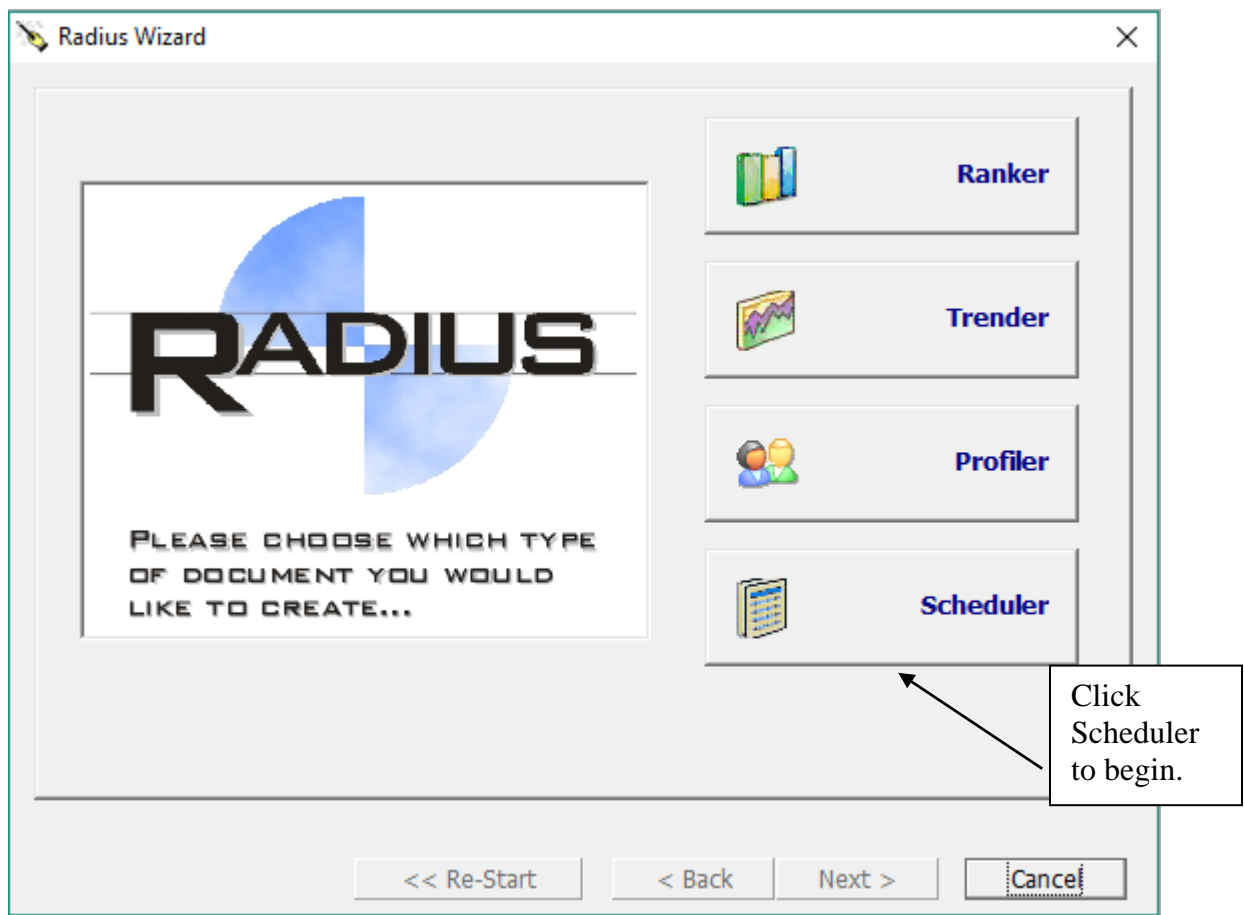 Radius Wizard
Ranker
RADIUS
Trender
Profiler
PLEASE CHOOSE WHICH TYPE
OF DOCUMENT YOU WOULD
LIKE TO CREATE...
Scheduler
Click
Scheduler
to begin.
<< Re-Start
< Back
Next >
Cancel